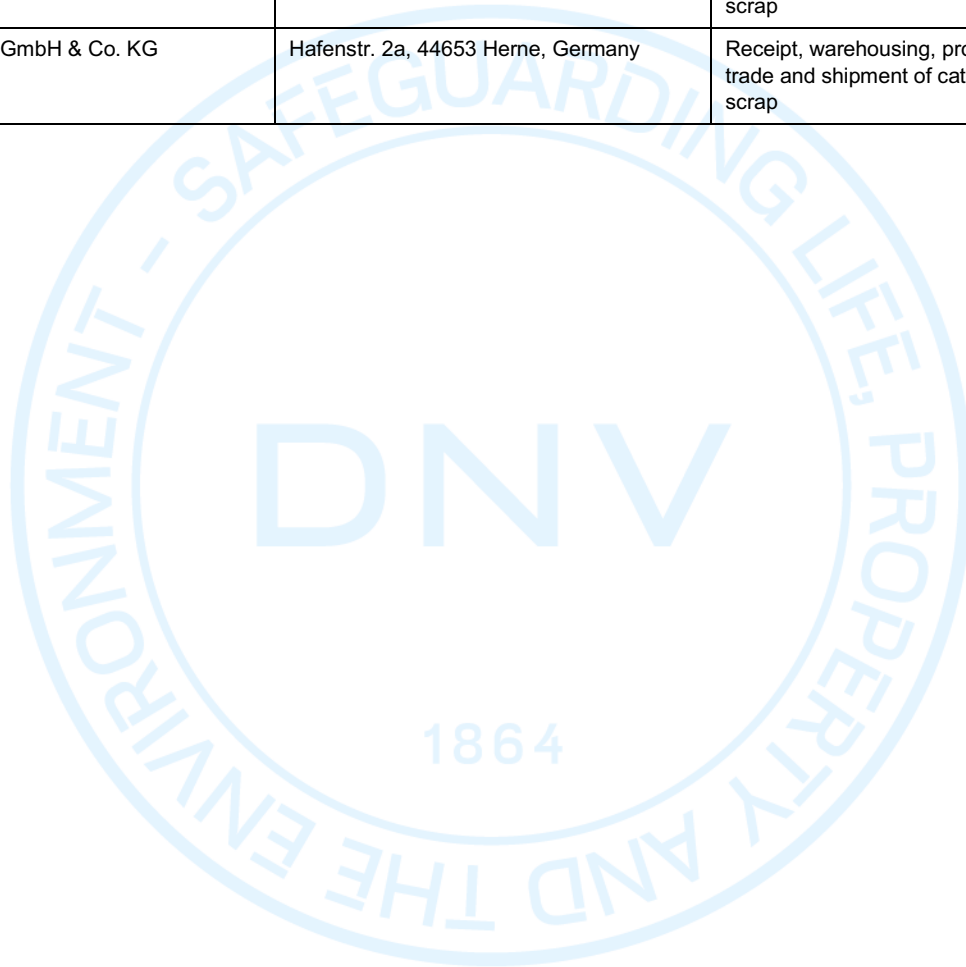 scrap
GmbH & Co. KG
Hafenstr. 2a, 44653 Herne, Germany
Receipt, warehousing, pro
trade and shipment of cat
scrap
SAFEGUARDING LIFE, PROPERTY AND THE ENVIRONMENT -
DNV
1864